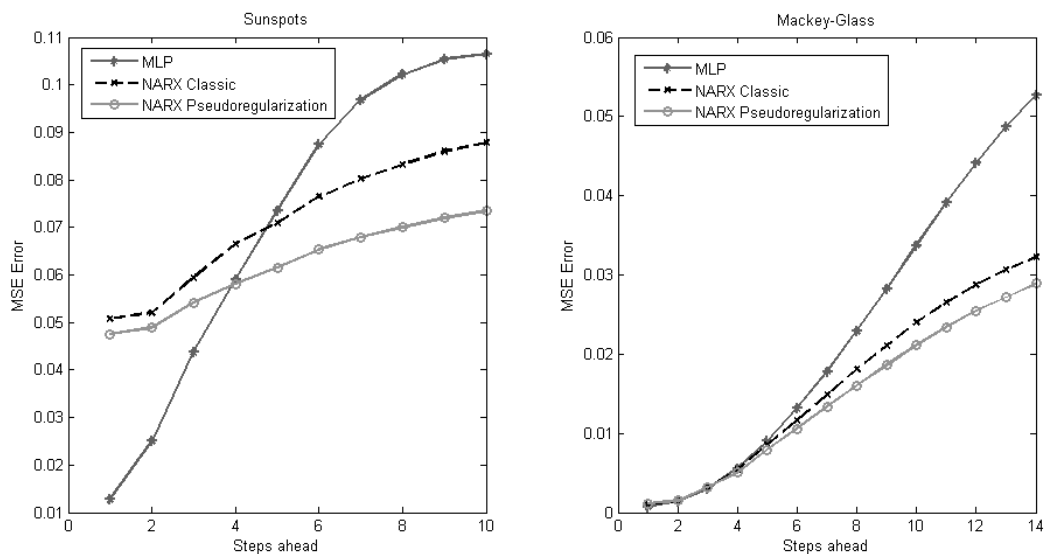 Sunspots
0.11
0.1
0.09
0.08
0.07
0.06
0.05
0.04
0.03
0.02
0.01
MSE Error
MLP
NARX Classic
NARX Pseudoregularization
0 2 4 6 8 10
Steps ahead
Mackey-Glass
0.06
0.05
0.04
0.03
0.02
0.01
0
MSE Error
MLP
NARX Classic
NARX Pseudoregularization
0 2 4 6 8 10 12 14
Steps ahead